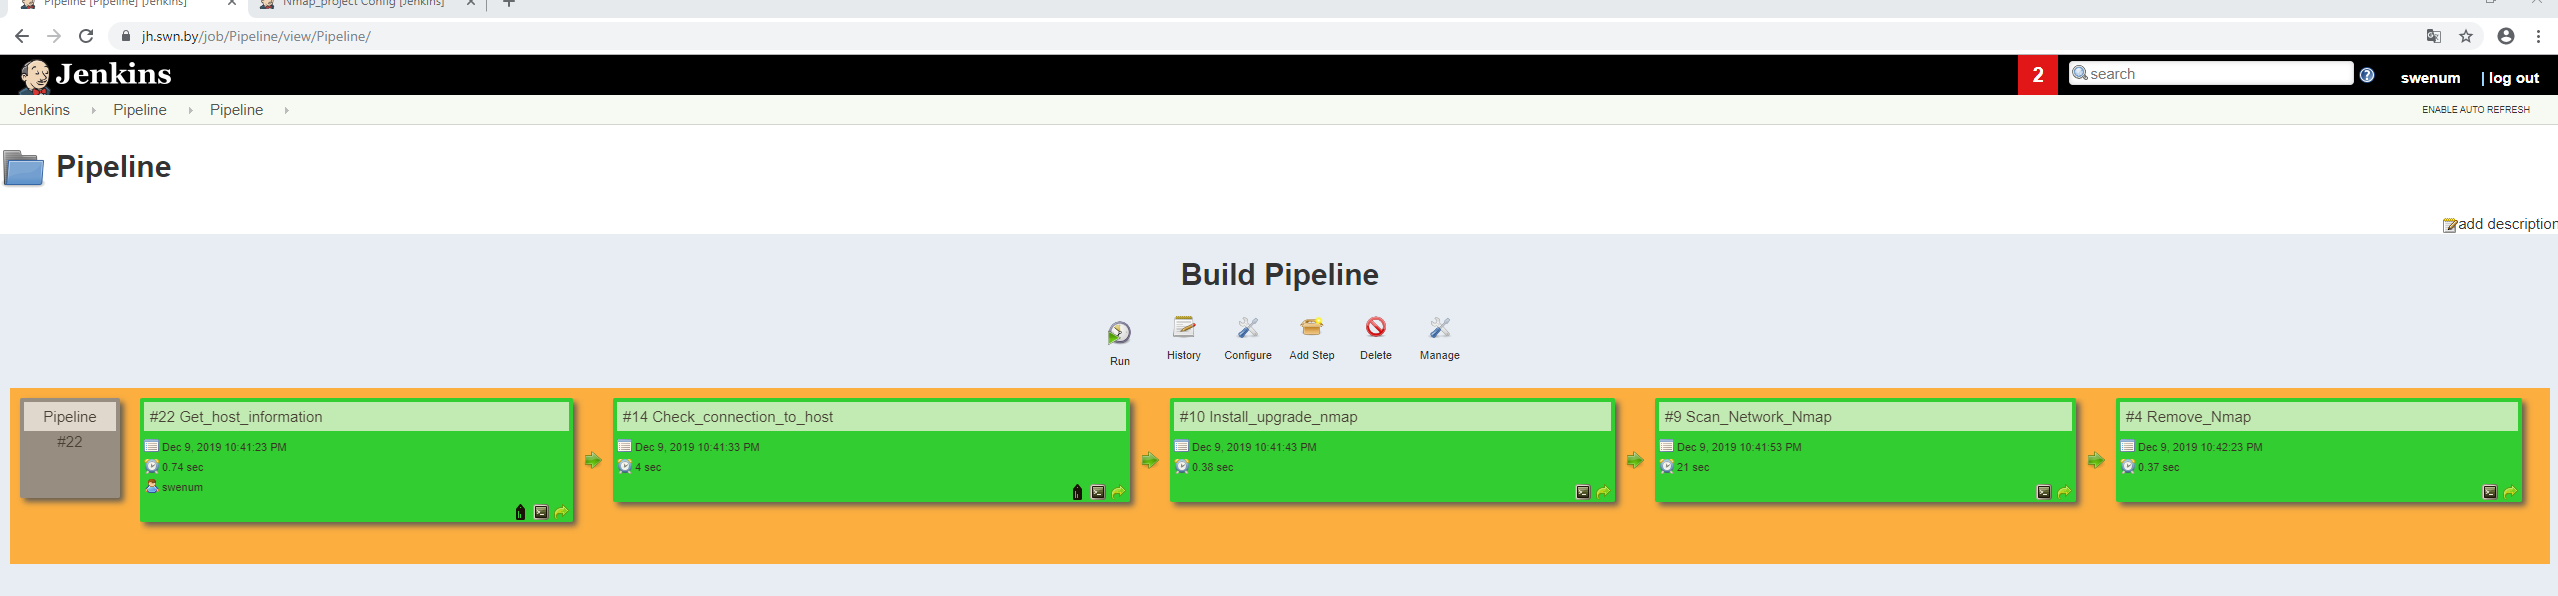 Pipeline [Pipeline] [Jenkins]
Nmap_project Config [Jenkins]
jh.swn.by/job/Pipeline/view/Pipeline/
Jenkins
2
search
swenum
| log out
Jenkins
Pipeline
Pipeline
ENABLE AUTO REFRESH
Pipeline
add description
Build Pipeline
Run
History
Configure
Add Step
Delete
Manage
Pipeline
#22
#22 Get_host_information
Dec 9, 2019 10:41:23 PM
0.74 sec
swenum
#14 Check_connection_to_host
Dec 9, 2019 10:41:33 PM
4 sec
#10 Install_upgrade_nmap
Dec 9, 2019 10:41:43 PM
0.38 sec
#9 Scan_Network_Nmap
Dec 9, 2019 10:41:53 PM
21 sec
#4 Remove_Nmap
Dec 9, 2019 10:42:23 PM
0.37 sec